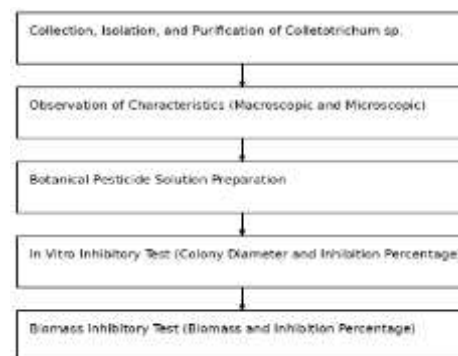 Collection, Isolation, and Purification of Colletotrichum sp.
Observation of Characteristics (Macroscopic and Microscopic)
Botanical Pesticide Solution Preparation
In Vitro Inhibitory Test (Colony Diameter and Inhibition Percentage)
Biomass Inhibitory Test (Biomass and Inhibition Percentage)